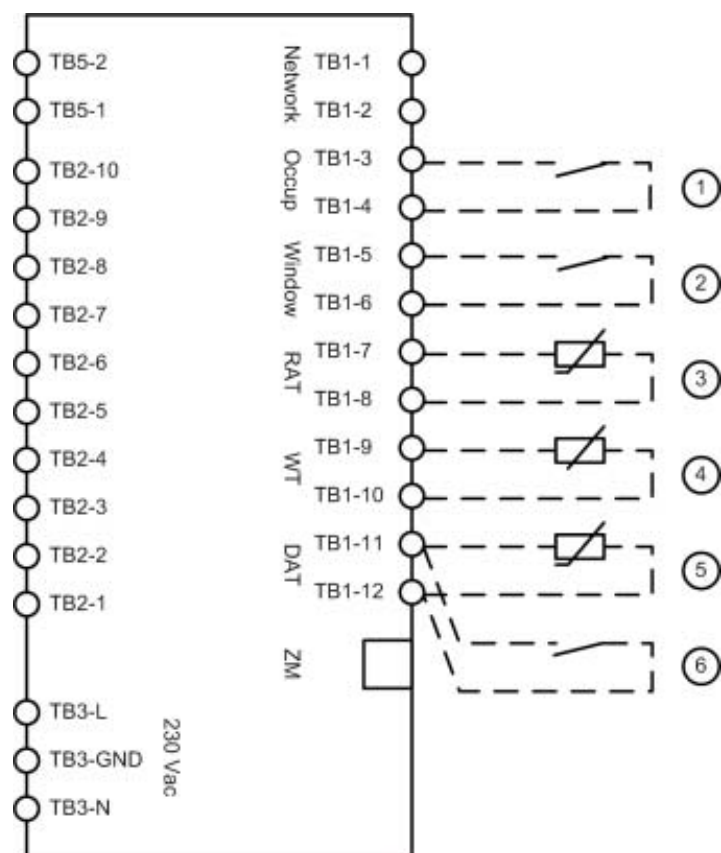 TB5-2
TB5-1
TB2-10
TB2-9
TB2-8
TB2-7
TB2-6
TB2-5
TB2-4
TB2-3
TB2-2
TB2-1
TB3-L
TB3-GND
TB3-N
230 Vac
Network
Occup
Window
RAT
WT
DAT
ZM
TB1-1
TB1-2
TB1-3
TB1-4
TB1-5
TB1-6
TB1-7
TB1-8
TB1-9
TB1-10
TB1-11
TB1-12
1
2
3
4
5
6